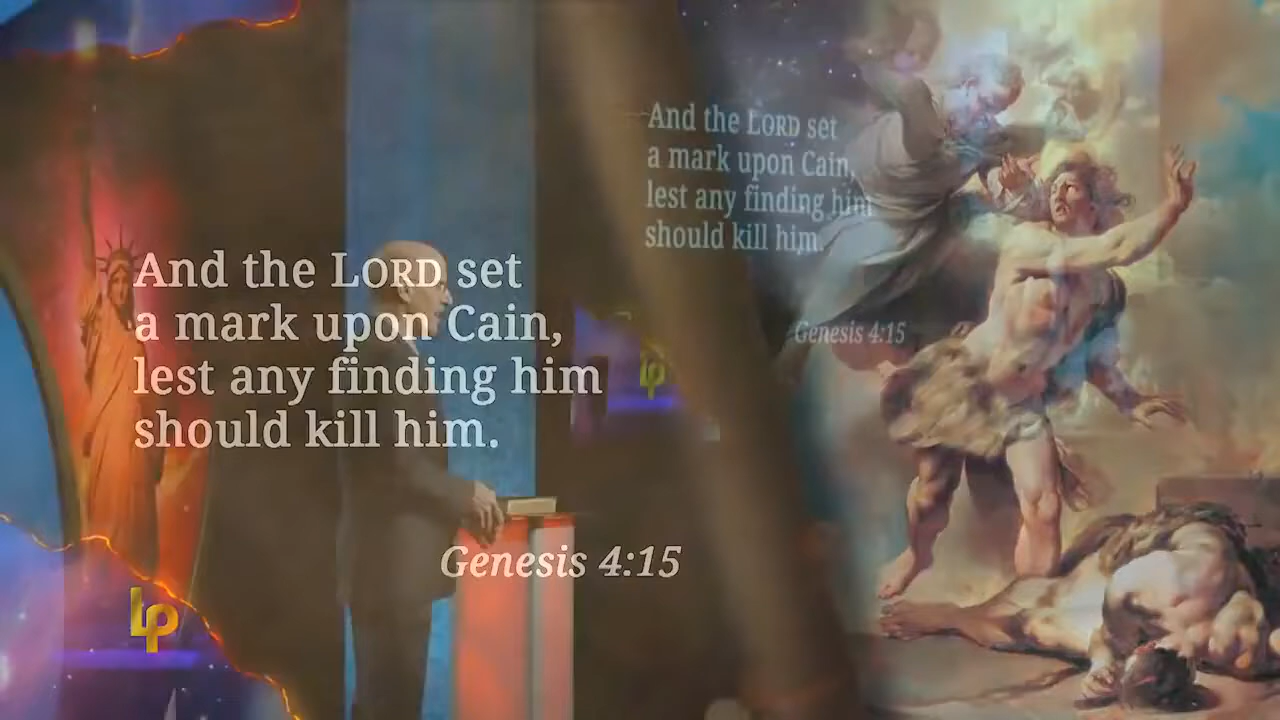 And the LORD set
a mark upon Cain,
lest any finding him
should kill him.
Genesis 4:15
And the LORD set
a mark upon Cain,
lest any finding him
should kill him.
Genesis 4:15
Lp
Lp